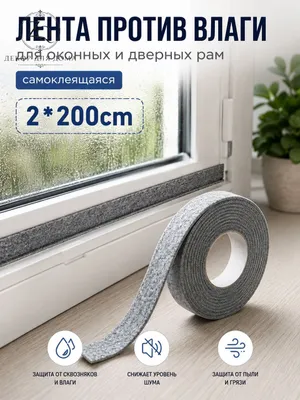 ЛЕНТА ПРОТИВ ВЛАГИ
для оконных и дверных рам
самоклеящаяся
2*200cm
ЗАЩИТА ОТ СКВОЗНЯКОВ
И ВЛАГИ
СНИЖАЕТ УРОВЕНЬ
ШУМА
ЗАЩИТА ОТ ПЫЛИ
И ГРЯЗИ